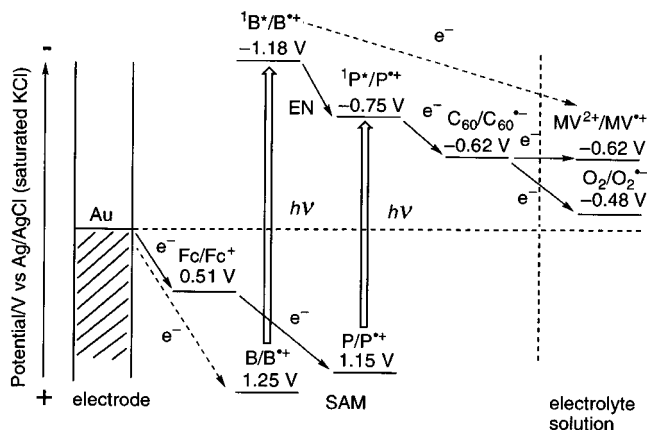 ¹B*/B•+
−1.18 V
e⁻
-
¹P*/P•+
EN
−0.75 V
e⁻
C₆₀/C₆₀•−
−0.62 V
e⁻
MV²⁺/MV•+
−0.62 V
O₂/O₂•−
−0.48 V
e⁻
Potential/V vs Ag/AgCl (saturated KCl)
Au
hν
hν
e⁻
Fc/Fc⁺
0.51 V
e⁻
e⁻
B/B•+
1.25 V
P/P•+
1.15 V
+
electrode
SAM
electrolyte
solution